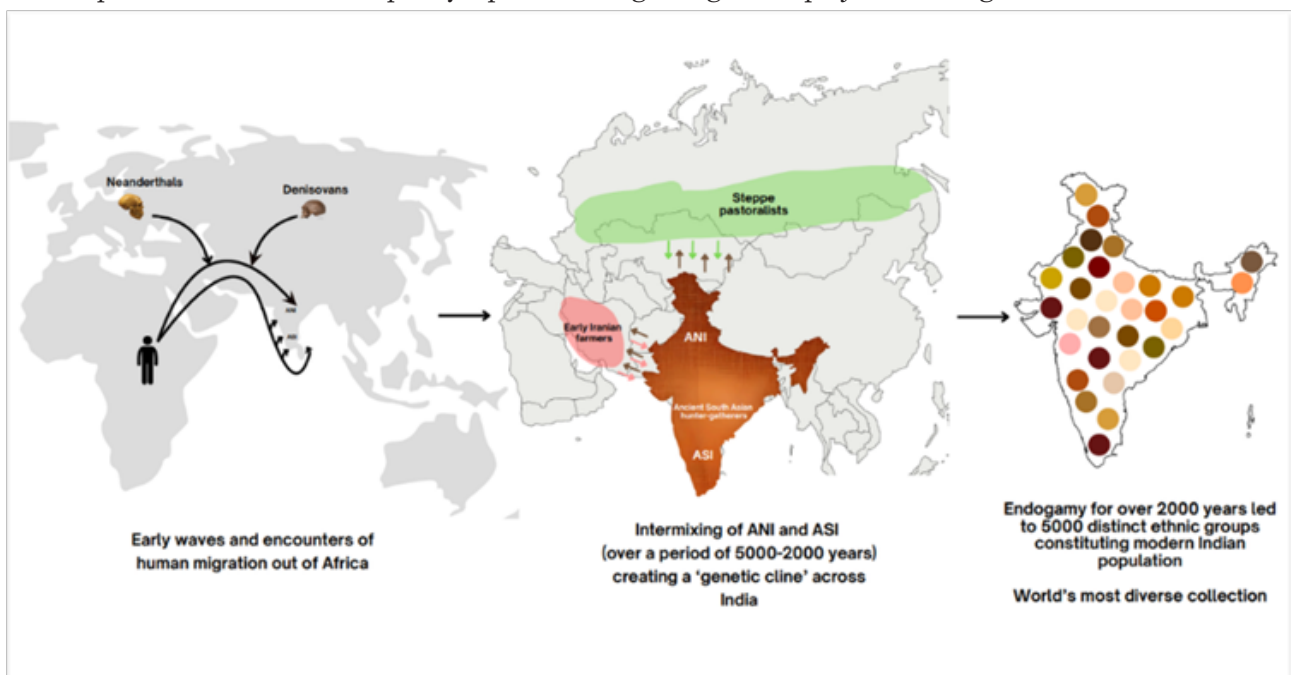 Neanderthals
Denisovans
ANI
ASI
Early waves and encounters of
human migration out of Africa
Steppe
pastoralists
Early Iranian
farmers
ANI
Ancient South Asian
hunter-gatherers
ASI
Intermixing of ANI and ASI
(over a period of 5000-2000 years)
creating a ‘genetic cline’ across
India
Endogamy for over 2000 years led
to 5000 distinct ethnic groups
constituting modern Indian
population
World’s most diverse collection